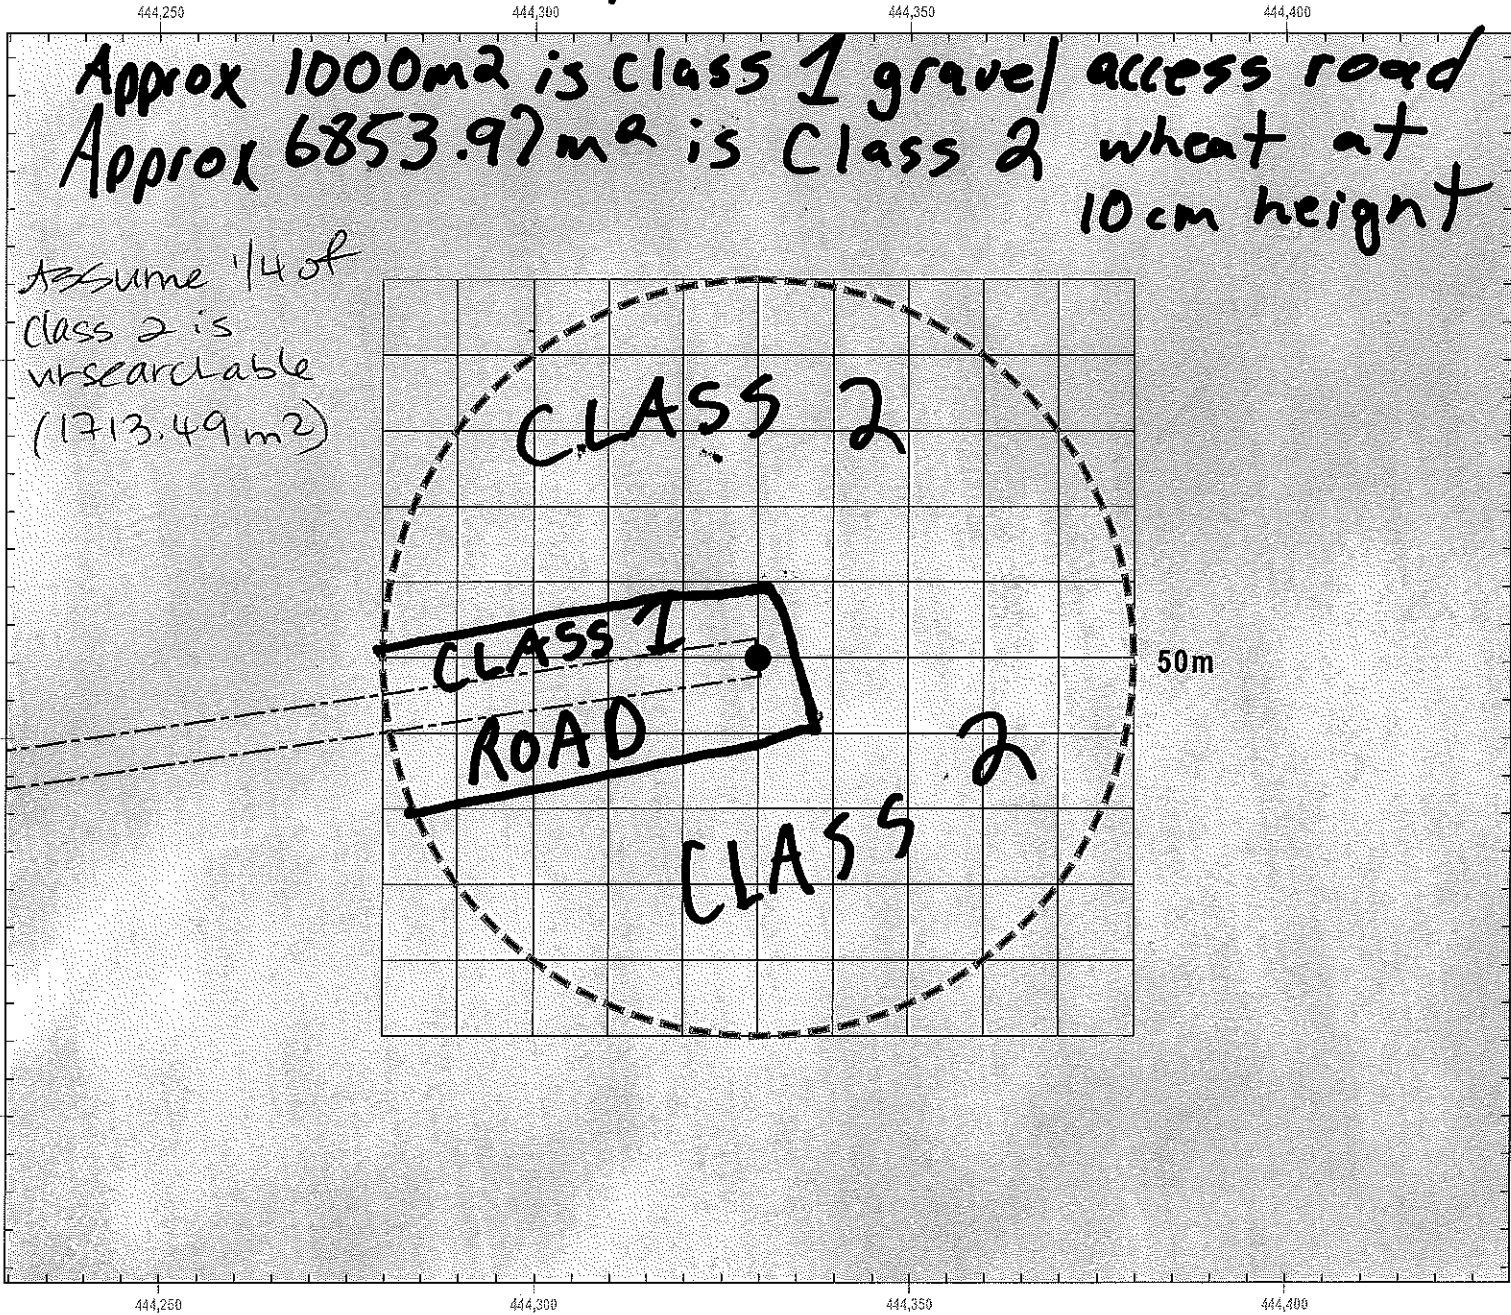 444,250 444,300 444,350 444,400
Approx 1000m2 is class 1 gravel access road
Approx 6853.97m2 is Class 2 wheat at
10cm height
Assume 1/4 of
Class 2 is
unsearchable
(1713.49m2)
CLASS 2
CLASS 1
50m
ROAD
2
CLASS
444,250 444,300 444,350 444,400